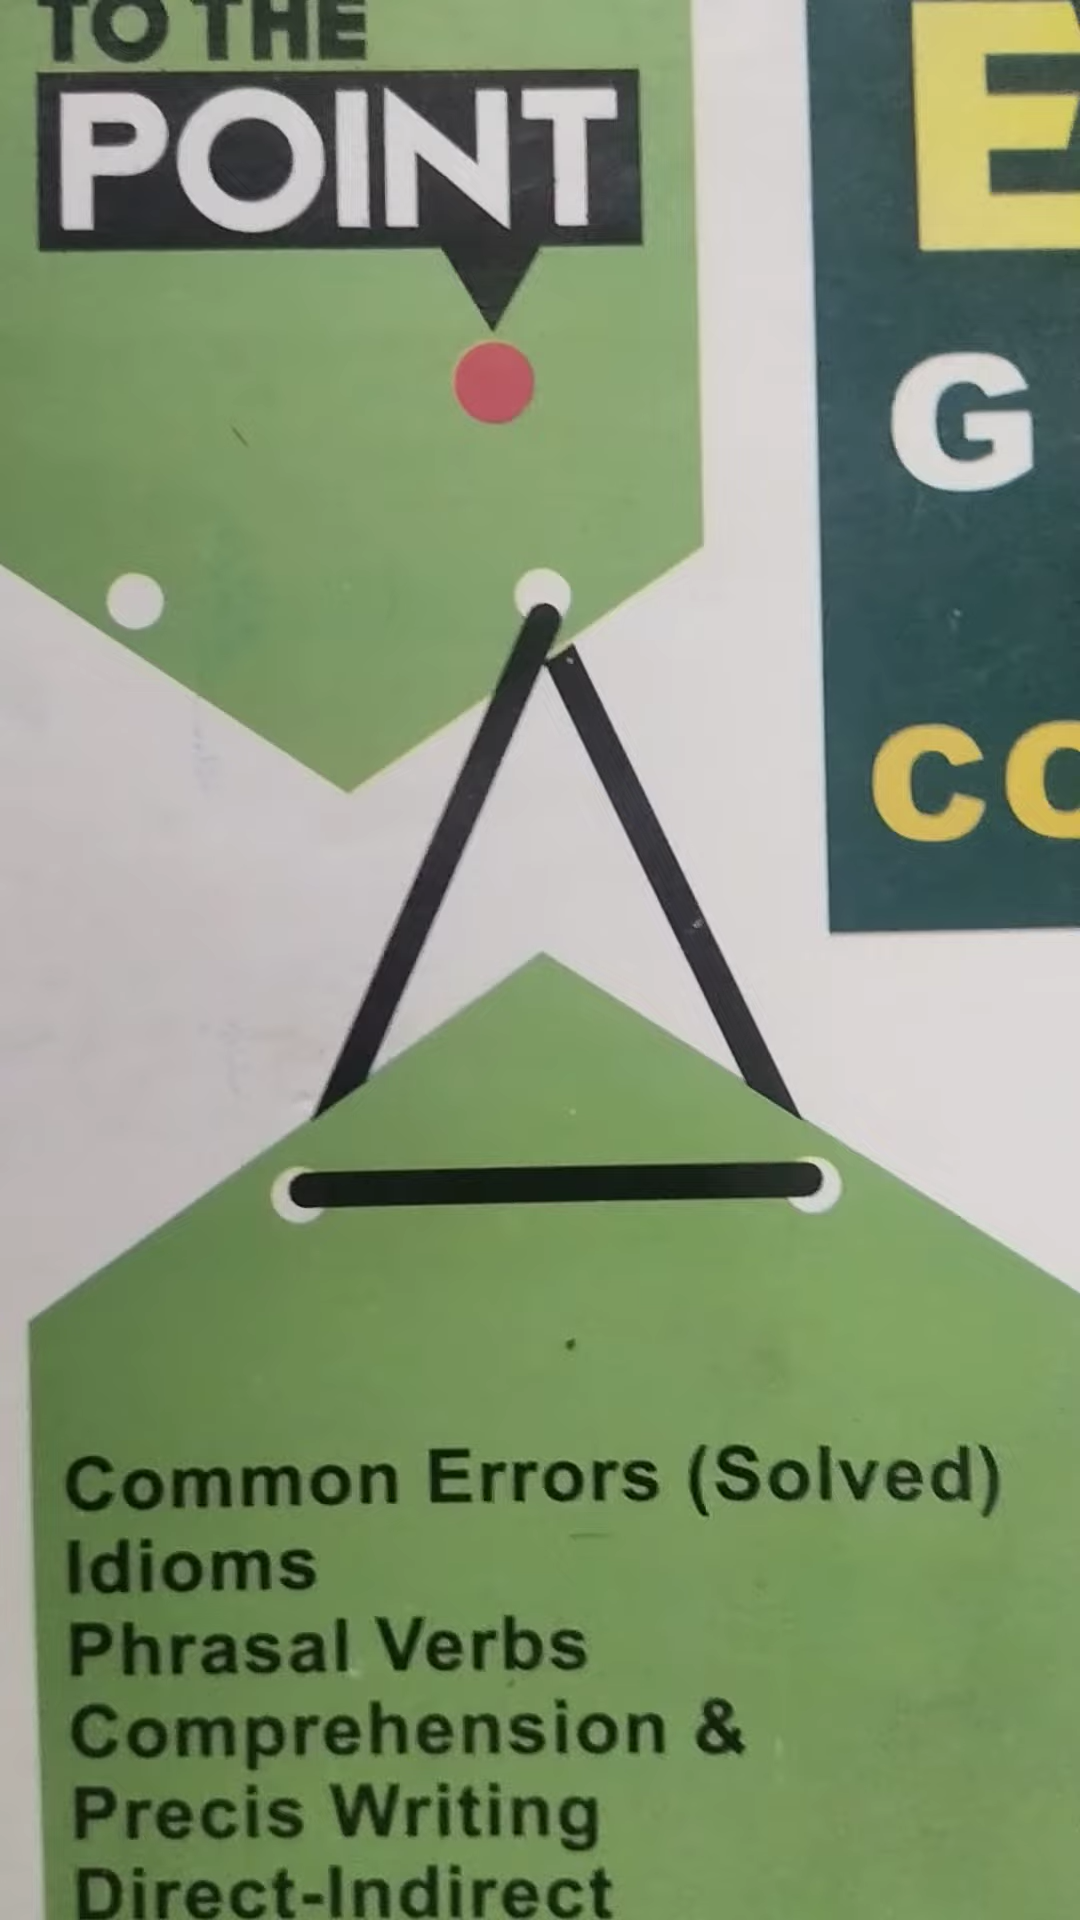 TO THE
POINT
E
G
CO
Common Errors (Solved)
Idioms
Phrasal Verbs
Comprehension &
Precis Writing
Direct-Indirect